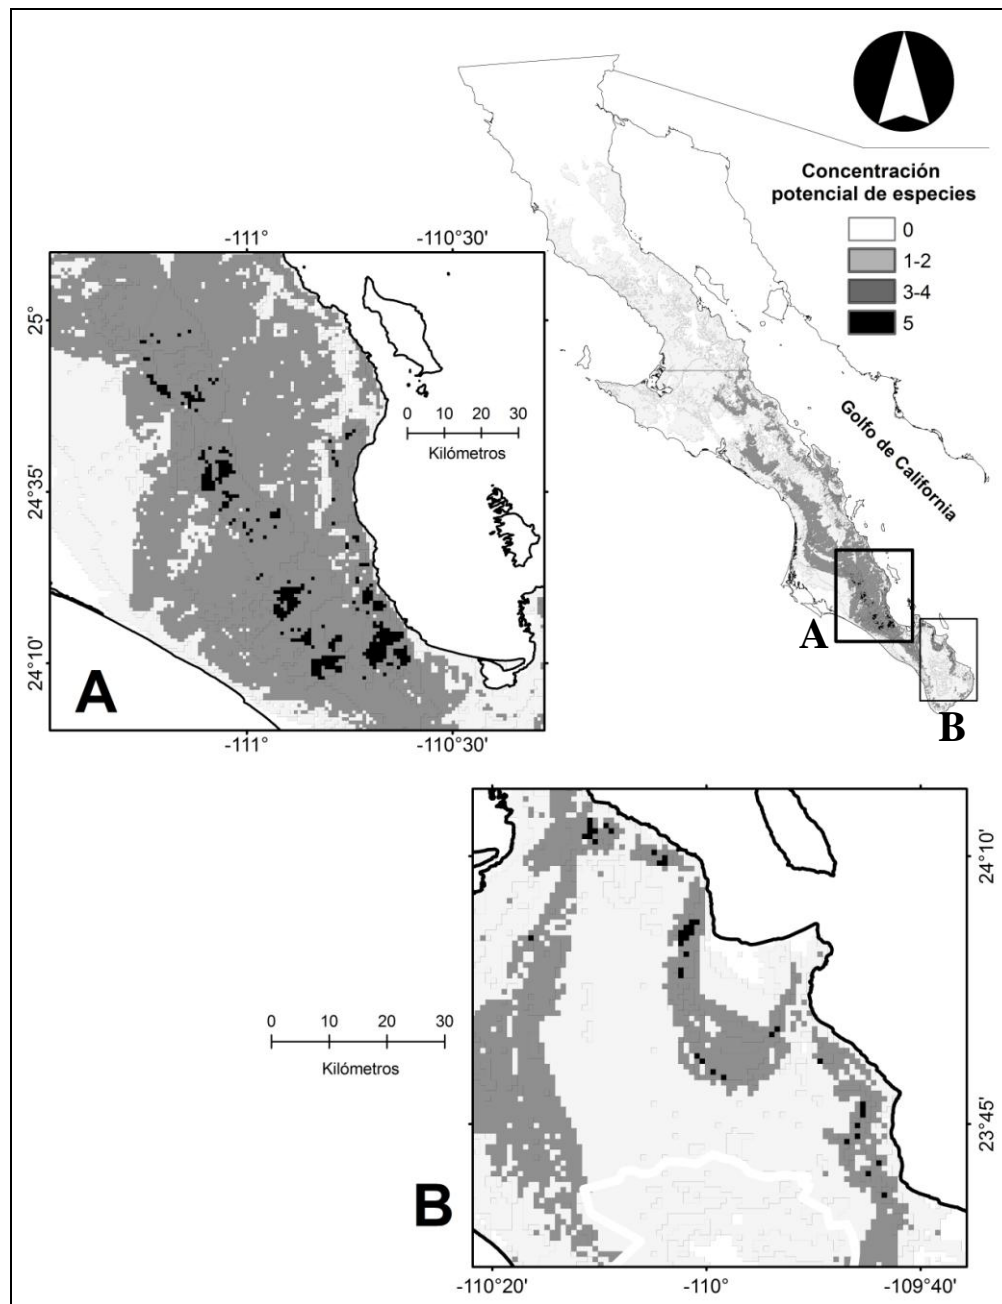 Concentración
potencial de especies
0
1-2
3-4
5
Golfo de California
A
B
-111°
-110°30'
25°
224°35'
24°10'
0 10 20 30
Kilómetros
A
-111°
-110°30'
24°10'
23°45'
0 10 20 30
Kilómetros
B
-110°20'
-110°
-109°40'